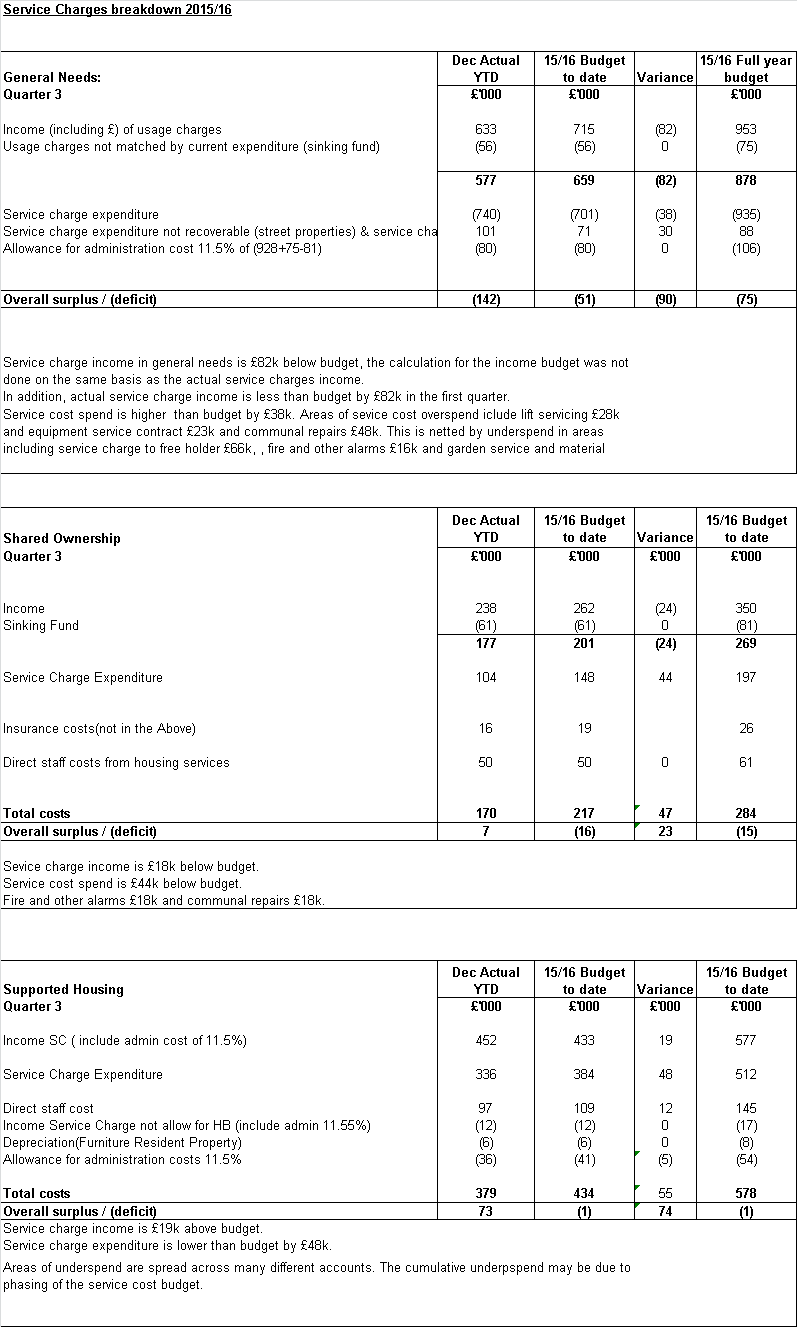 Service Charges breakdown 2015/16
Dec Actual 15/16 Budget 15/16 Full year
General Needs: YTD to date Variance budget
Quarter 3 £'000 £'000 £'000
Income (including £) of usage charges 633 715 (82) 953
Usage charges not matched by current expenditure (sinking fund) (56) (56) 0 (75)
577 659 (82) 878
Service charge expenditure (740) (701) (38) (935)
Service charge expenditure not recoverable (street properties) & service cha 101 71 30 88
Allowance for administration cost 11.5% of (928+75-81) (80) (80) 0 (106)
Overall surplus / (deficit) (142) (51) (90) (75)
Service charge income in general needs is £82k below budget, the calculation for the income budget was not
done on the same basis as the actual service charges income.
In addition, actual service charge income is less than budget by £82k in the first quarter.
Service cost spend is higher than budget by £38k. Areas of sevice cost overspend iclude lift servicing £28k
and equipment service contract £23k and communal repairs £48k. This is netted by underspend in areas
including service charge to free holder £66k, , fire and other alarms £16k and garden service and material
Dec Actual 15/16 Budget 15/16 Budget
Shared Ownership YTD to date Variance to date
Quarter 3 £'000 £'000 £'000 £'000
Income 238 262 (24) 350
Sinking Fund (61) (61) 0 (81)
177 201 (24) 269
Service Charge Expenditure 104 148 44 197
Insurance costs(not in the Above) 16 19 26
Direct staff costs from housing services 50 50 0 61
Total costs 170 217 47 284
Overall surplus / (deficit) 7 (16) 23 (15)
Sevice charge income is £18k below budget.
Service cost spend is £44k below budget.
Fire and other alarms £18k and communal repairs £18k.
Dec Actual 15/16 Budget 15/16 Budget
Supported Housing YTD to date Variance to date
Quarter 3 £'000 £'000 £'000 £'000
Income SC ( include admin cost of 11.5%) 452 433 19 577
Service Charge Expenditure 336 384 48 512
Direct staff cost 97 109 12 145
Income Service Charge not allow for HB (include admin 11.55%) (12) (12) 0 (17)
Depreciation(Furniture Resident Property) (6) (6) 0 (8)
Allowance for administration costs 11.5% (36) (41) (5) (54)
Total costs 379 434 55 578
Overall surplus / (deficit) 73 (1) 74 (1)
Service charge income is £19k above budget.
Service charge expenditure is lower than budget by £48k.
Areas of underspend are spread across many different accounts. The cumulative underpspend may be due to
phasing of the service cost budget.